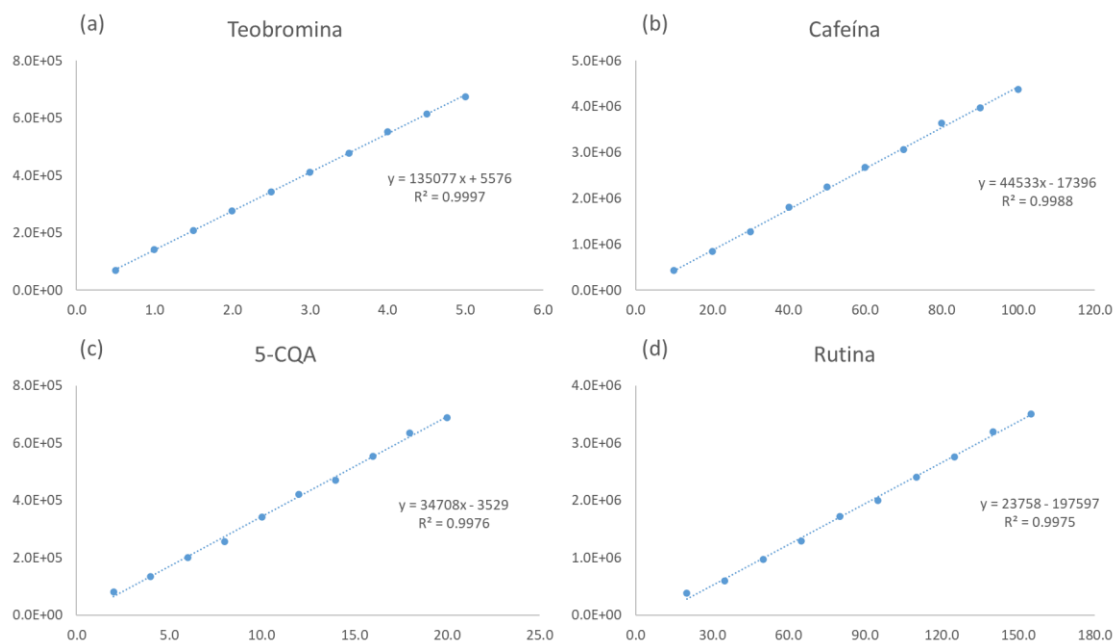 (a)
Teobromina
8.0E+05
6.0E+05
4.0E+05
2.0E+05
0.0E+00
0.0 1.0 2.0 3.0 4.0 5.0 6.0
y = 135077 x + 5576
R² = 0.9997
(b)
Cafeína
5.0E+06
4.0E+06
3.0E+06
2.0E+06
1.0E+06
0.0E+00
0.0 20.0 40.0 60.0 80.0 100.0 120.0
y = 44533x - 17396
R² = 0.9988
(c)
5-CQA
8.0E+05
6.0E+05
4.0E+05
2.0E+05
0.0E+00
0.0 5.0 10.0 15.0 20.0 25.0
y = 34708x - 3529
R² = 0.9976
(d)
Rutina
4.0E+06
3.0E+06
2.0E+06
1.0E+06
0.0E+00
0.0 30.0 60.0 90.0 120.0 150.0 180.0
y = 23758 - 197597
R² = 0.9975